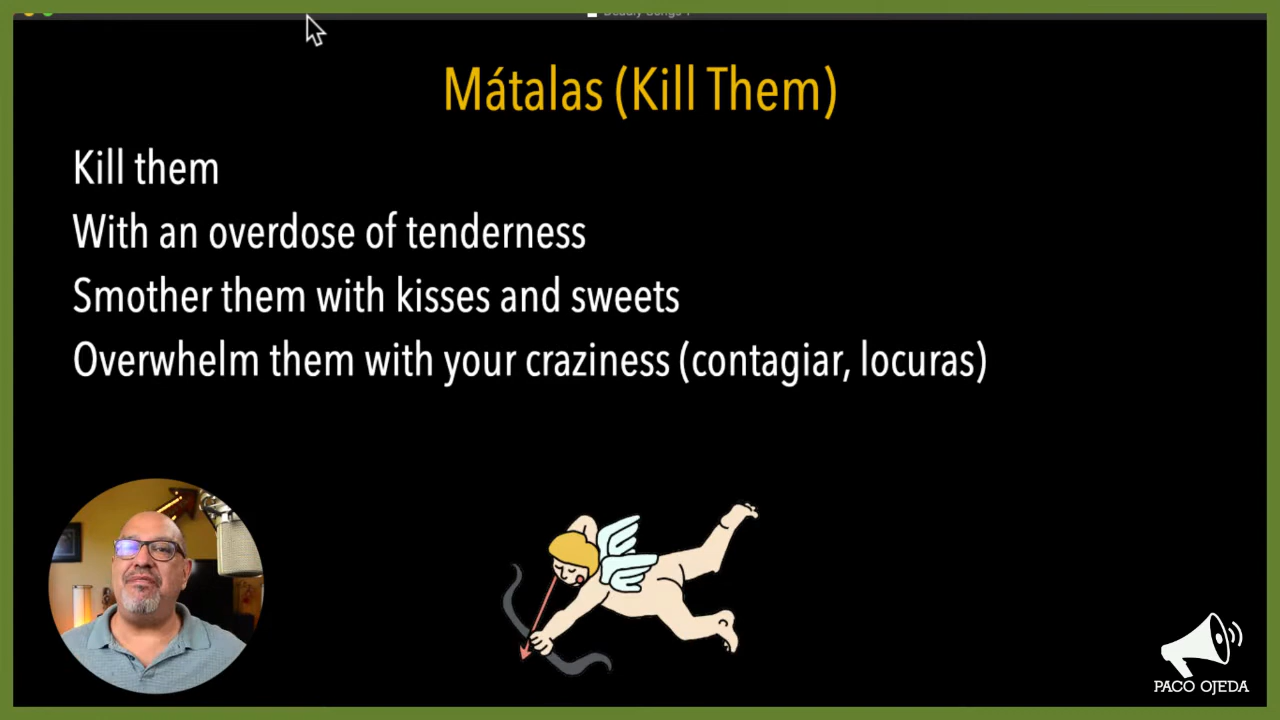 Mátalas (Kill Them)
Kill them
With an overdose of tenderness
Smother them with kisses and sweets
Overwhelm them with your craziness (contagiar, locuras)
PACO OJEDA